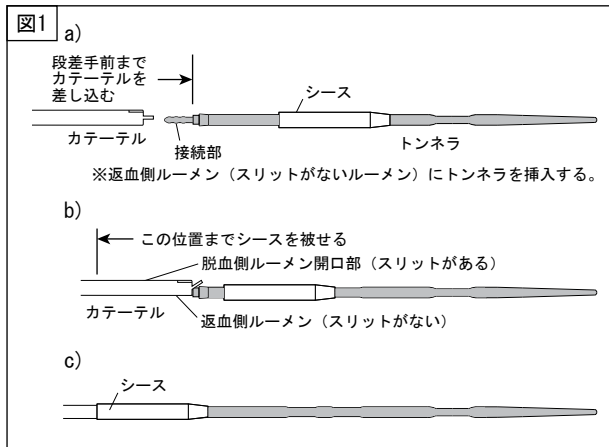 図1
a)
段差手前まで
カテーテルを
差し込む
シース
カテーテル
接続部
トンネラ
※返血側ルーメン（スリットがないルーメン）にトンネラを挿入する。
b)
この位置までシースを被せる
脱血側ルーメン開口部（スリットがある）
カテーテル
返血側ルーメン（スリットがない）
c)
シース